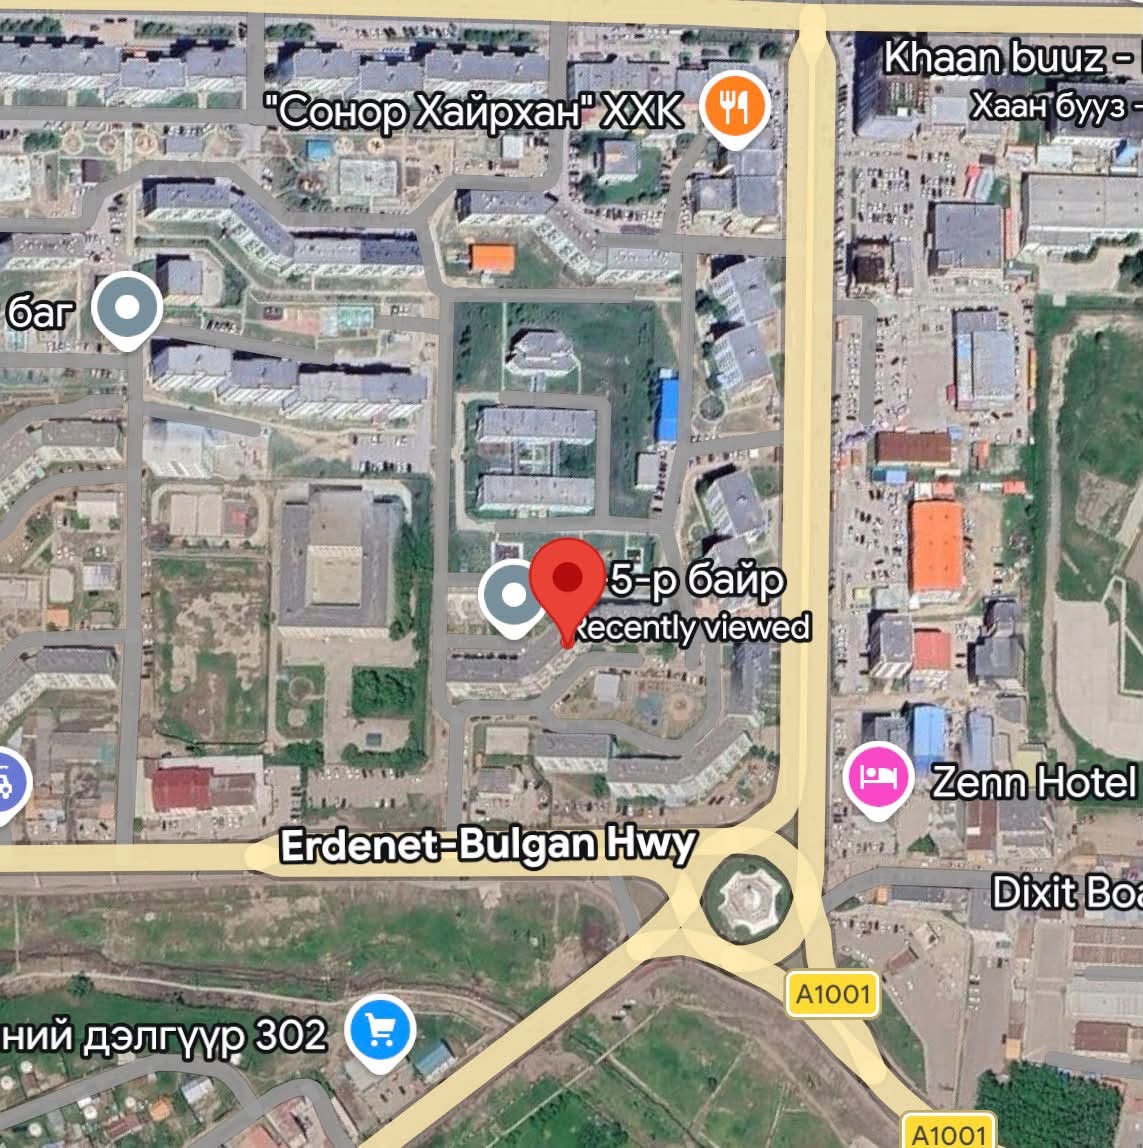 Khaan buuz -
Хаан бууз -
"Сонор Хайрхан" ХХК
баг
5-р байр
Recently viewed
Zenn Hotel
Erdenet-Bulgan Hwy
Dixit
A1001
дэлгүүр 302
A1001